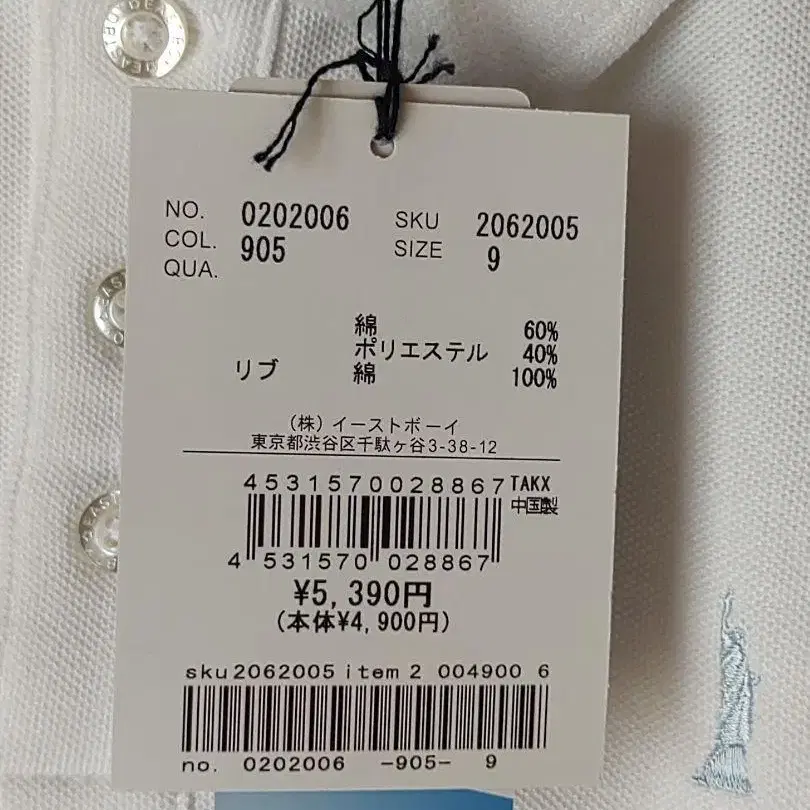 NO. 0202006 SKU 2062005
COL. 905 SIZE 9
QUA.
綿 60%
ポリエステル 40%
リブ 綿 100%
(株)イーストボーイ
東京都渋谷区千駄ヶ谷3-38-12
4531570028867 TAKX
中国製
4 531570 028867
¥5,390円
(本体¥4,900円)
sku2062005 item2 004900 6
no. 0202006 -905- 9